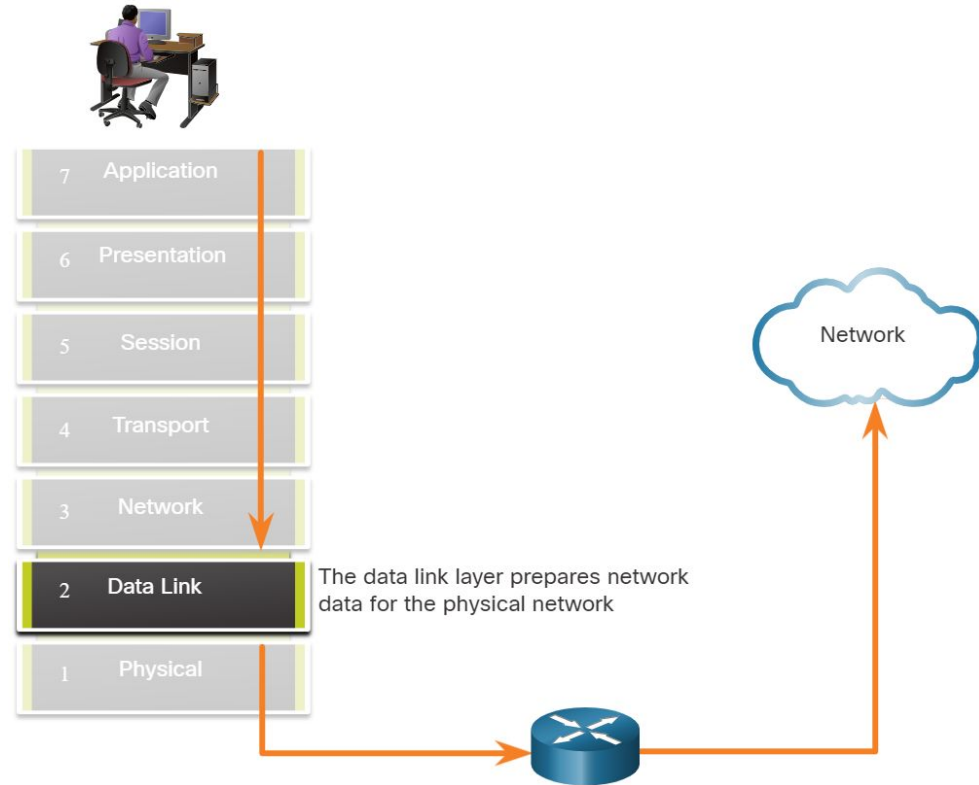 7 Application
6 Presentation
5 Session
4 Transport
3 Network
2 Data Link
The data link layer prepares network
data for the physical network
1 Physical
Network